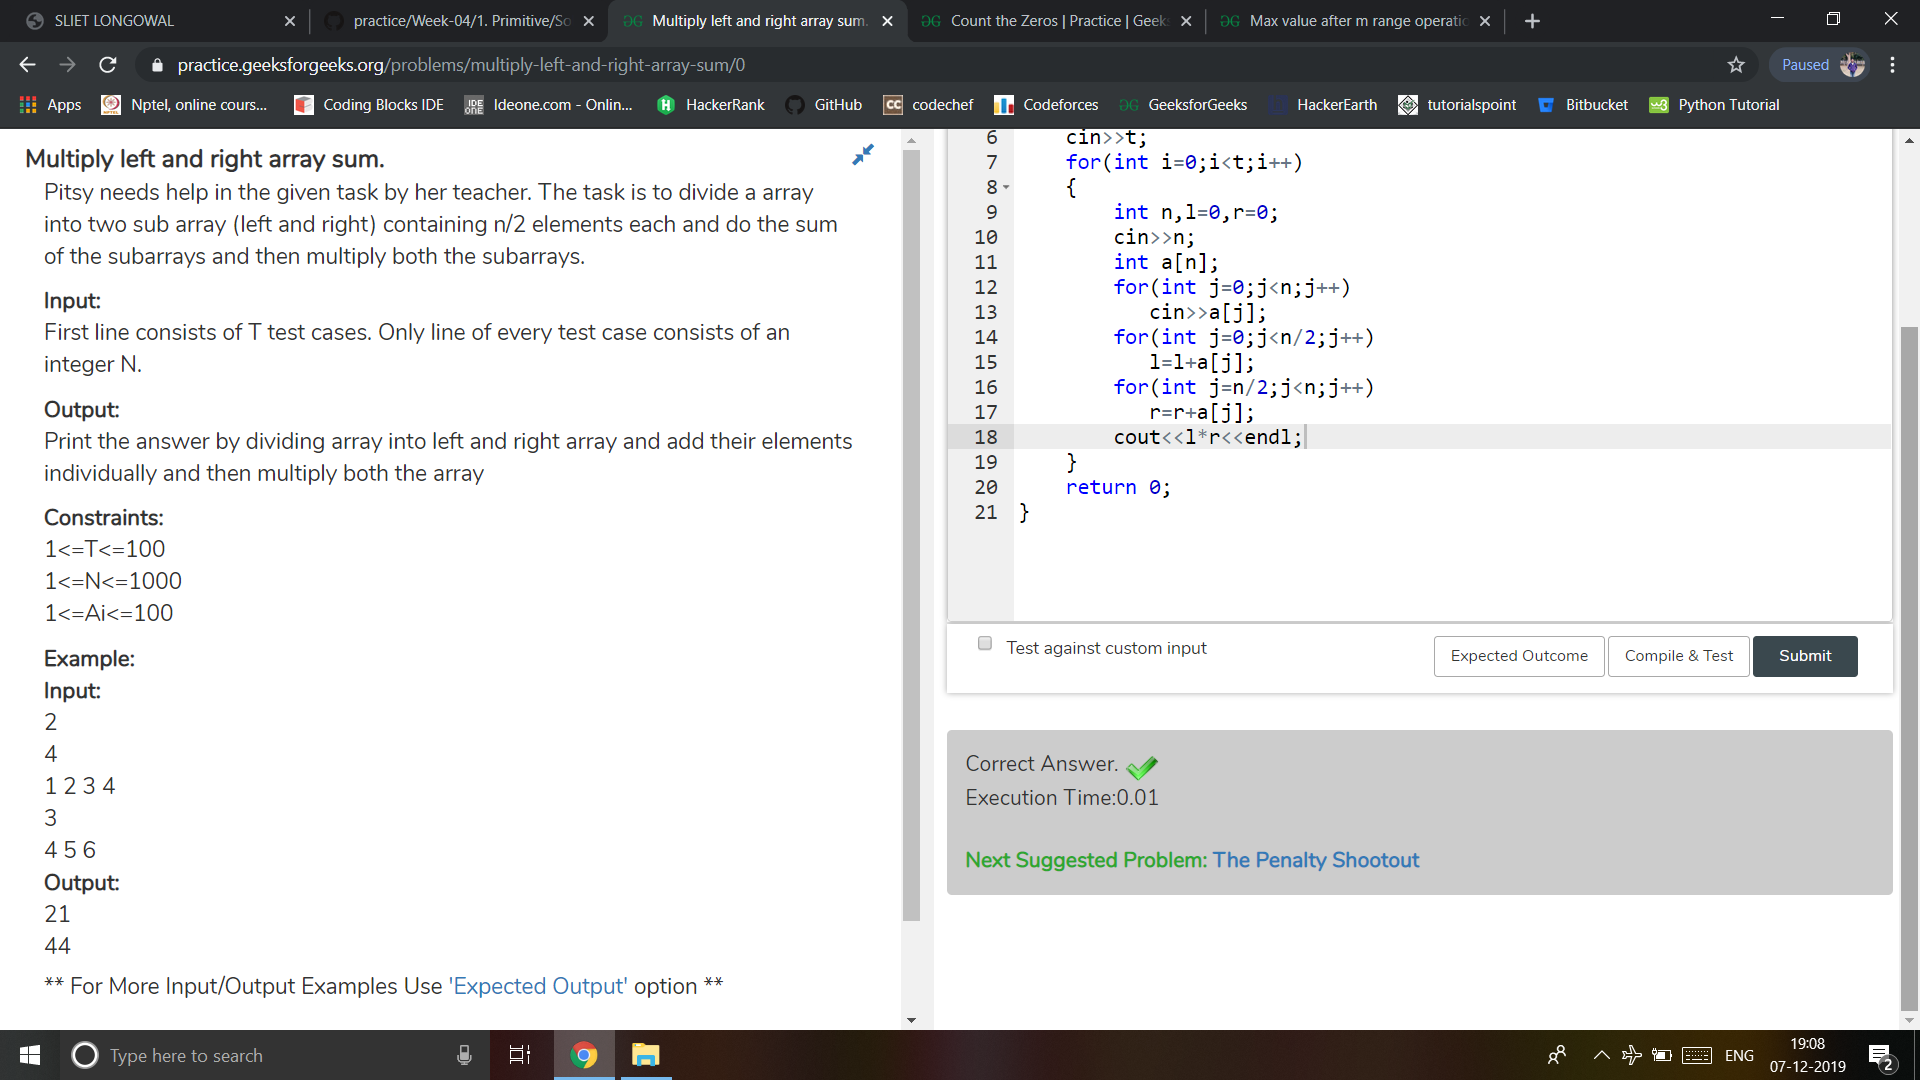 SLIET LONGOWAL
practice/Week-04/1. Primitive/So
Multiply left and right array sum.
Count the Zeros | Practice | Geeks
Max value after m range operatio
practice.geeksforgeeks.org/problems/multiply-left-and-right-array-sum/0
Paused
Apps
Nptel, online cours...
Coding Blocks IDE
Ideone.com - Onlin...
HackerRank
GitHub
codechef
Codeforces
GeeksforGeeks
HackerEarth
tutorialspoint
Bitbucket
Python Tutorial
Multiply left and right array sum.
Pitsy needs help in the given task by her teacher. The task is to divide a array
into two sub array (left and right) containing n/2 elements each and do the sum
of the subarrays and then multiply both the subarrays.
Input:
First line consists of T test cases. Only line of every test case consists of an
integer N.
Output:
Print the answer by dividing array into left and right array and add their elements
individually and then multiply both the array
Constraints:
1<=T<=100
1<=N<=1000
1<=Ai<=100
Example:
Input:
2
4
1 2 3 4
3
4 5 6
Output:
21
44
** For More Input/Output Examples Use 'Expected Output' option **
6 cin>>t;
7 for(int i=0;i<t;i++)
8 {
9 int n,l=0,r=0;
10 cin>>n;
11 int a[n];
12 for(int j=0;j<n;j++)
13 cin>>a[j];
14 for(int j=0;j<n/2;j++)
15 l=l+a[j];
16 for(int j=n/2;j<n;j++)
17 r=r+a[j];
18 cout<<l*r<<endl;
19 }
20 return 0;
21 }
Test against custom input
Expected Outcome
Compile & Test
Submit
Correct Answer.
Execution Time:0.01
Next Suggested Problem: The Penalty Shootout
Type here to search
ENG
19:08
07-12-2019
2